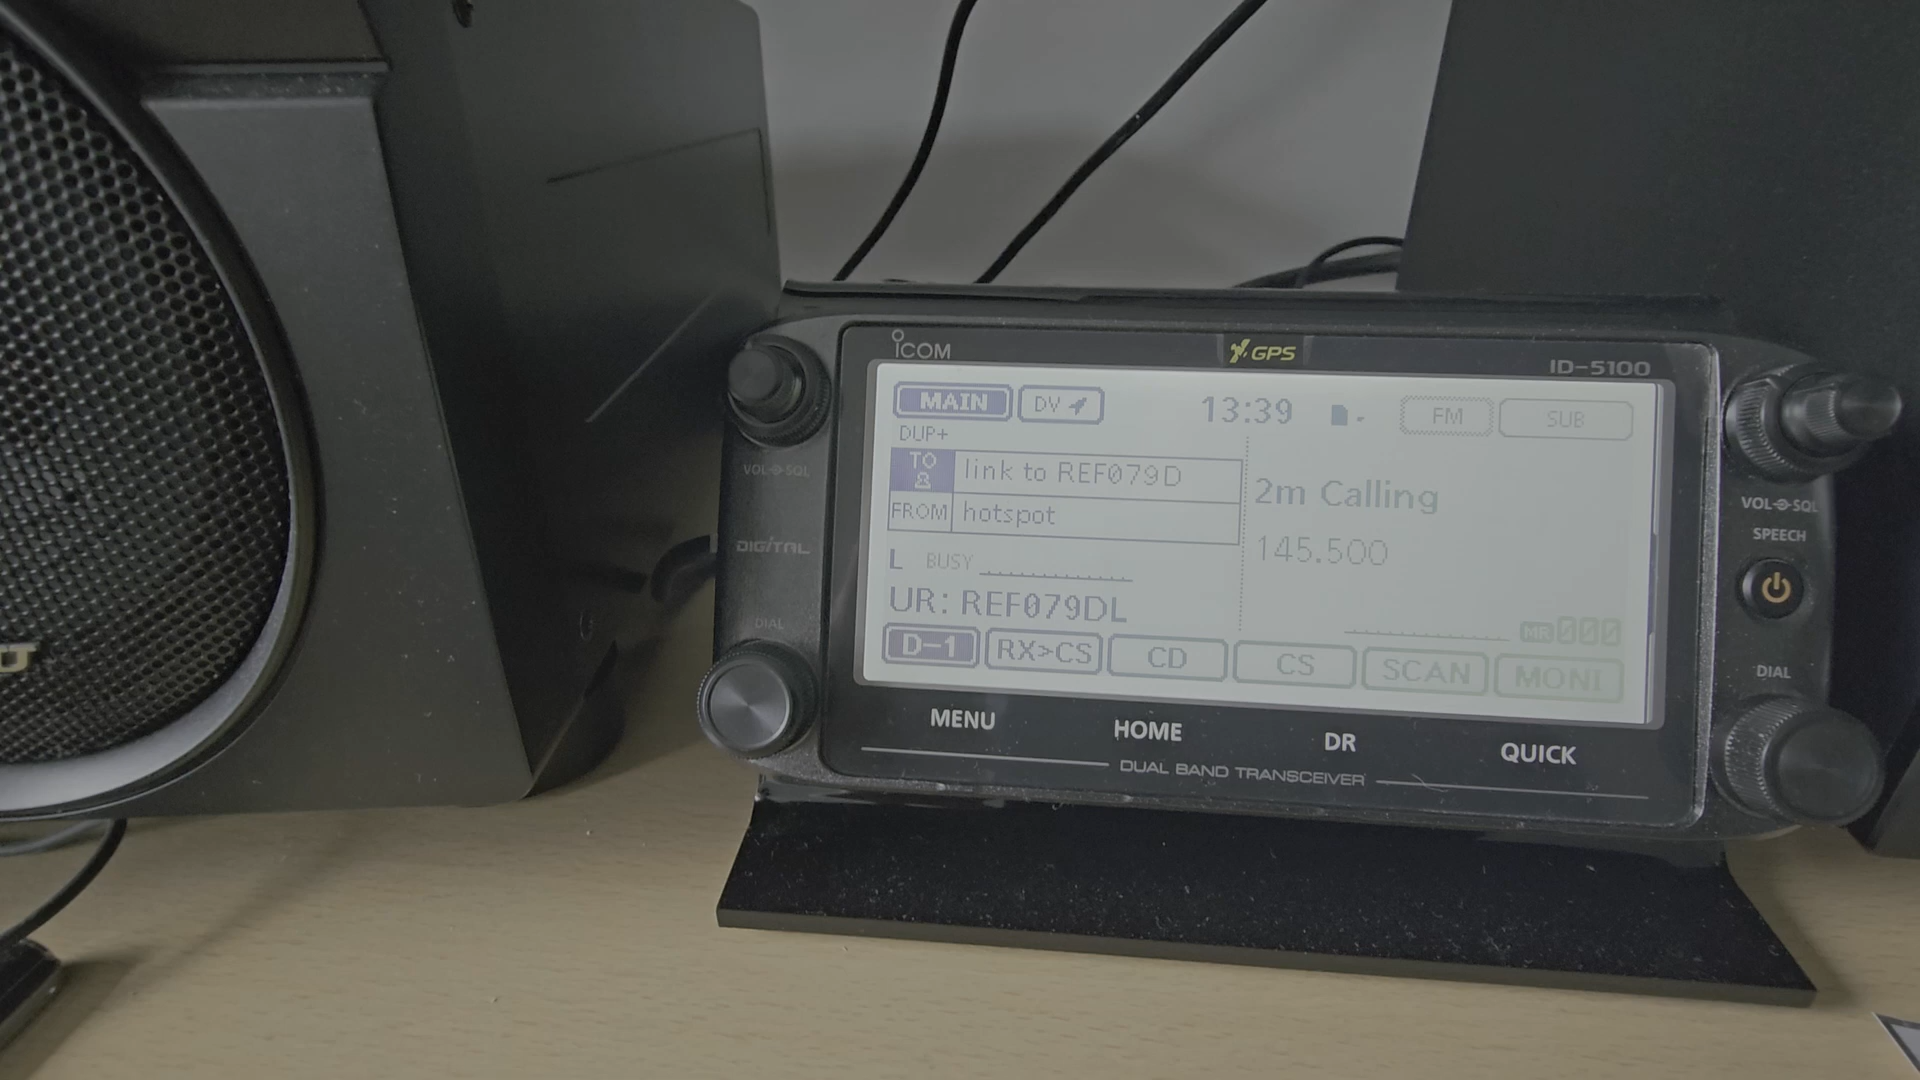 ICOM
GPS
ID-5100
MAIN DV 13:39 FM SUB
DUP+
TO link to REF079D
FROM hotspot
2m Calling
145.500
L BUSY
UR: REF079DL
MR 000
D-1 RX>CS CD CS SCAN MONI
MENU HOME DR QUICK
DUAL BAND TRANSCEIVER
VOL SQL
DIGITAL
DIAL
VOL SQL
SPEECH
DIAL